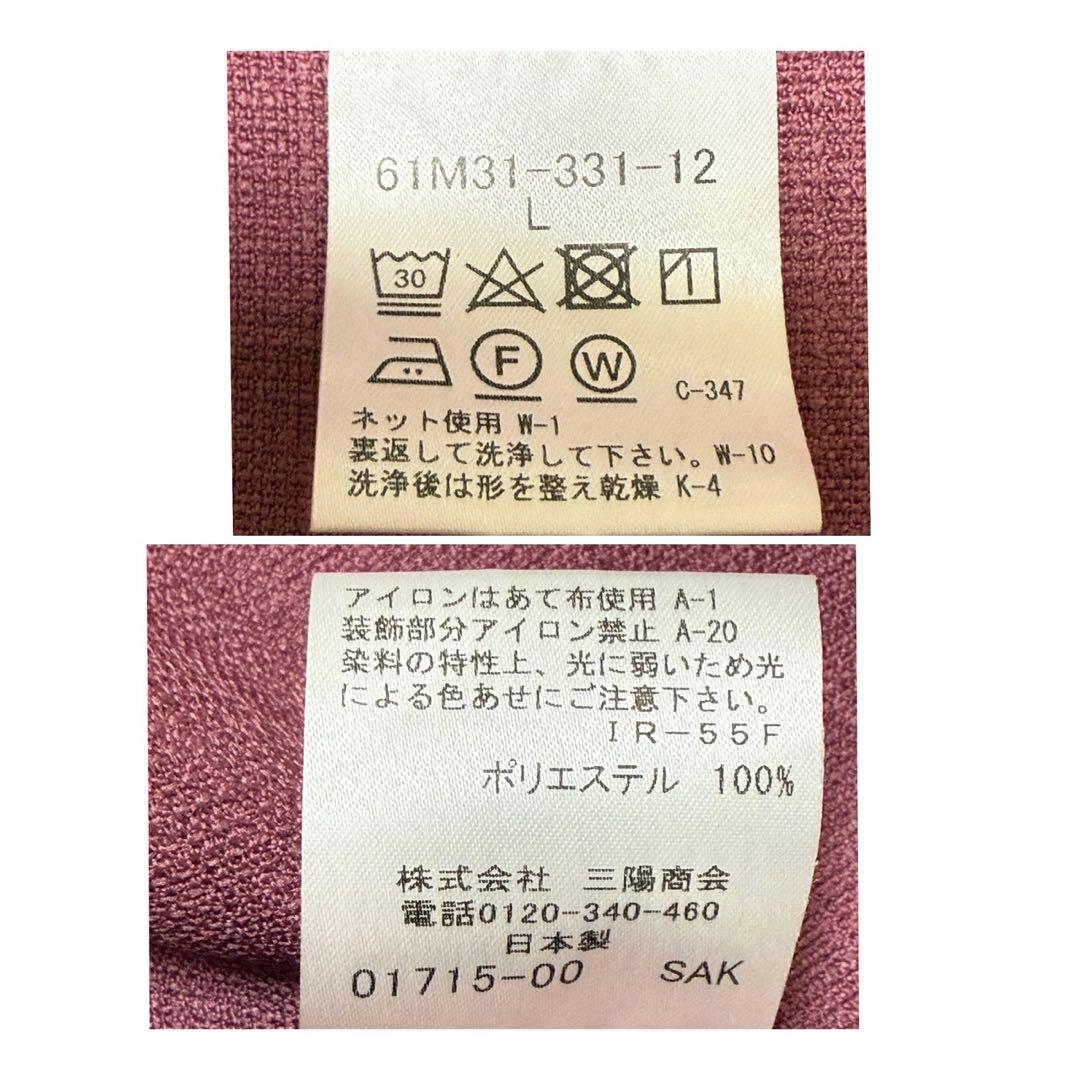 61M31-331-12
L
30
F W C-347
ネット使用 W-1
裏返して洗浄して下さい。W-10
洗浄後は形を整え乾燥 K-4
アイロンはあて布使用 A-1
装飾部分アイロン禁止 A-20
染料の特性上、光に弱いため光
による色あせにご注意下さい。
IR-55F
ポリエステル 100%
株式会社 三陽商会
電話0120-340-460
日本製
01715-00 SAK